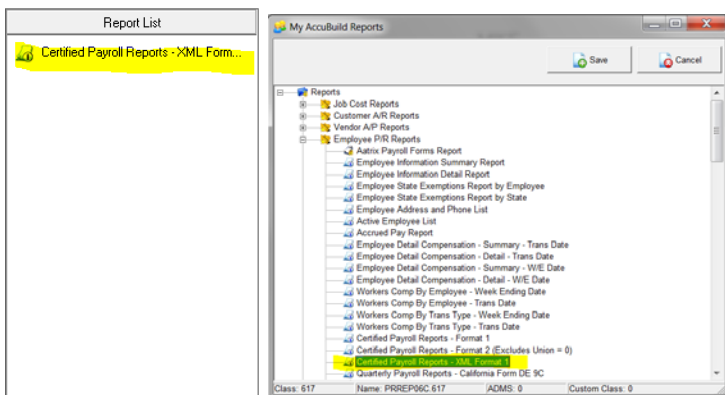 Report List
Certified Payroll Reports - XML Form...
My AccuBuild Reports
Save
Cancel
Reports
Job Cost Reports
Customer A/R Reports
Vendor A/P Reports
Employee P/R Reports
Aatrix Payroll Forms Report
Employee Information Summary Report
Employee Information Detail Report
Employee State Exemptions Report by Employee
Employee State Exemptions Report by State
Employee Address and Phone List
Active Employee List
Accrued Pay Report
Employee Detail Compensation - Summary - Trans Date
Employee Detail Compensation - Detail - Trans Date
Employee Detail Compensation - Summary - W/E Date
Employee Detail Compensation - Detail - W/E Date
Workers Comp By Employee - Week Ending Date
Workers Comp By Employee - Trans Date
Workers Comp By Trans Type - Week Ending Date
Workers Comp By Trans Type - Trans Date
Certified Payroll Reports - Format 1
Certified Payroll Reports - Format 2 (Excludes Union = 0)
Certified Payroll Reports - XML Format 1
Quarterly Payroll Reports - California Form DE 9C
Class: 617 Name: PRREP06C.617 ADMS: 0 Custom Class: 0